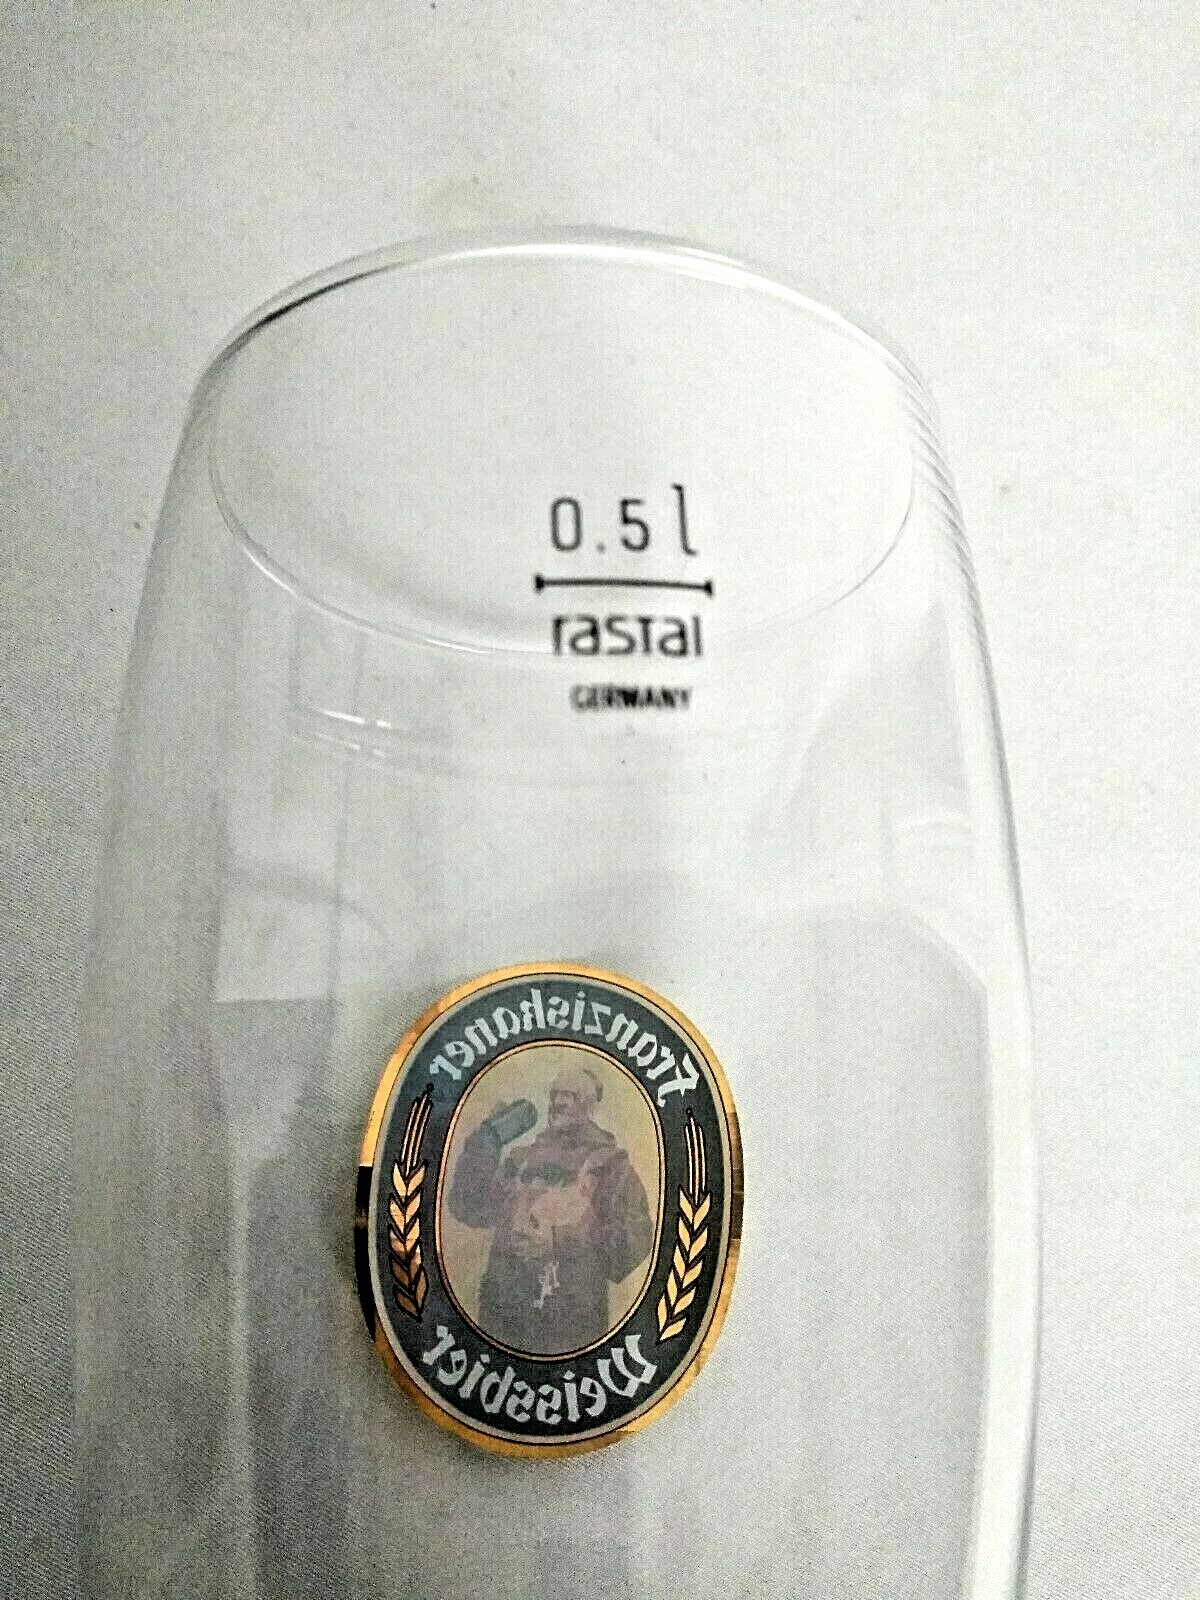 0.5 l
rastal
GERMANY
Franziskaner
Weissbier